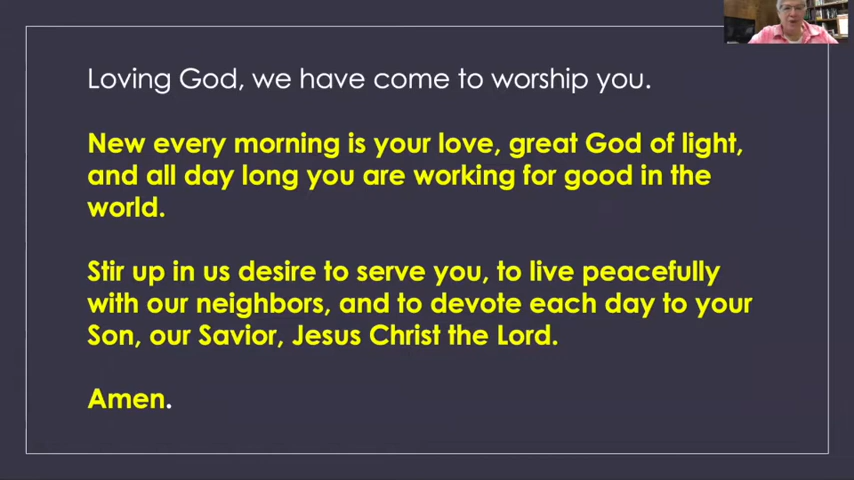 Loving God, we have come to worship you.
New every morning is your love, great God of light,
and all day long you are working for good in the
world.
Stir up in us desire to serve you, to live peacefully
with our neighbors, and to devote each day to your
Son, our Savior, Jesus Christ the Lord.
Amen.